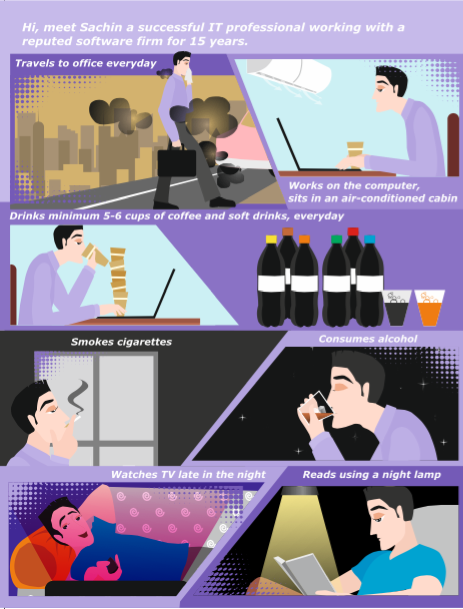 Hi, meet Sachin a successful IT professional working with a
reputed software firm for 15 years.
Travels to office everyday
Works on the computer,
sits in an air-conditioned cabin
Drinks minimum 5-6 cups of coffee and soft drinks, everyday
Smokes cigarettes
Consumes alcohol
Watches TV late in the night
Reads using a night lamp